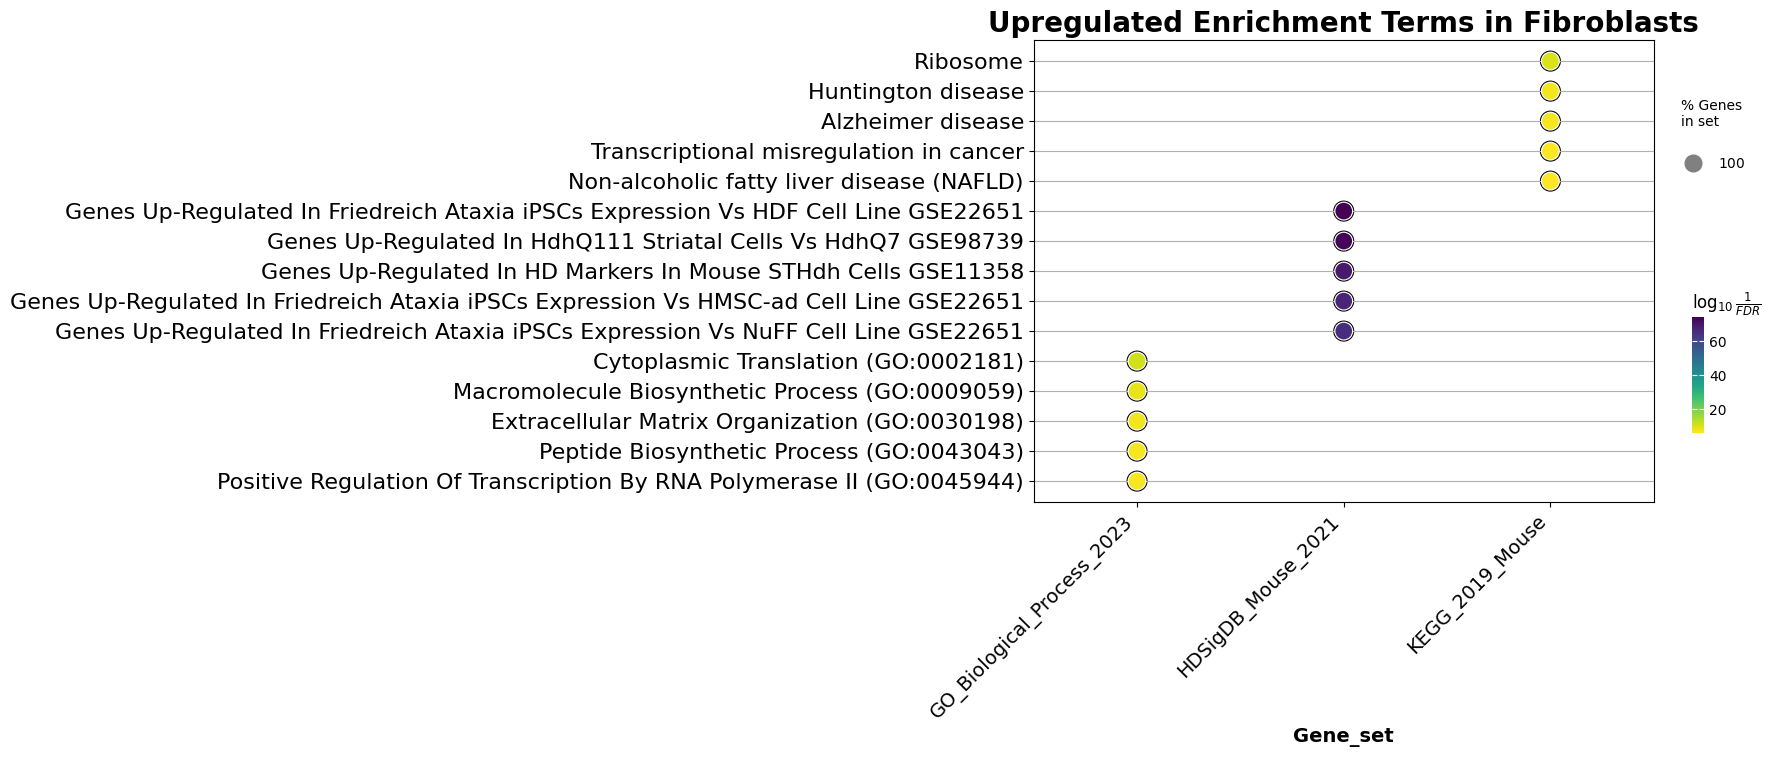 Upregulated Enrichment Terms in Fibroblasts
Ribosome
Huntington disease
Alzheimer disease
Transcriptional misregulation in cancer
Non-alcoholic fatty liver disease (NAFLD)
Genes Up-Regulated In Friedreich Ataxia iPSCs Expression Vs HDF Cell Line GSE22651
Genes Up-Regulated In HdhQ111 Striatal Cells Vs HdhQ7 GSE98739
Genes Up-Regulated In HD Markers In Mouse STHdh Cells GSE11358
Genes Up-Regulated In Friedreich Ataxia iPSCs Expression Vs HMSC-ad Cell Line GSE22651
Genes Up-Regulated In Friedreich Ataxia iPSCs Expression Vs NuFF Cell Line GSE22651
Cytoplasmic Translation (GO:0002181)
Macromolecule Biosynthetic Process (GO:0009059)
Extracellular Matrix Organization (GO:0030198)
Peptide Biosynthetic Process (GO:0043043)
Positive Regulation Of Transcription By RNA Polymerase II (GO:0045944)
GO_Biological_Process_2023
HDSigDB_Mouse_2021
KEGG_2019_Mouse
Gene_set
% Genes
in set
100
log₁₀ 1/FDR
60
40
20